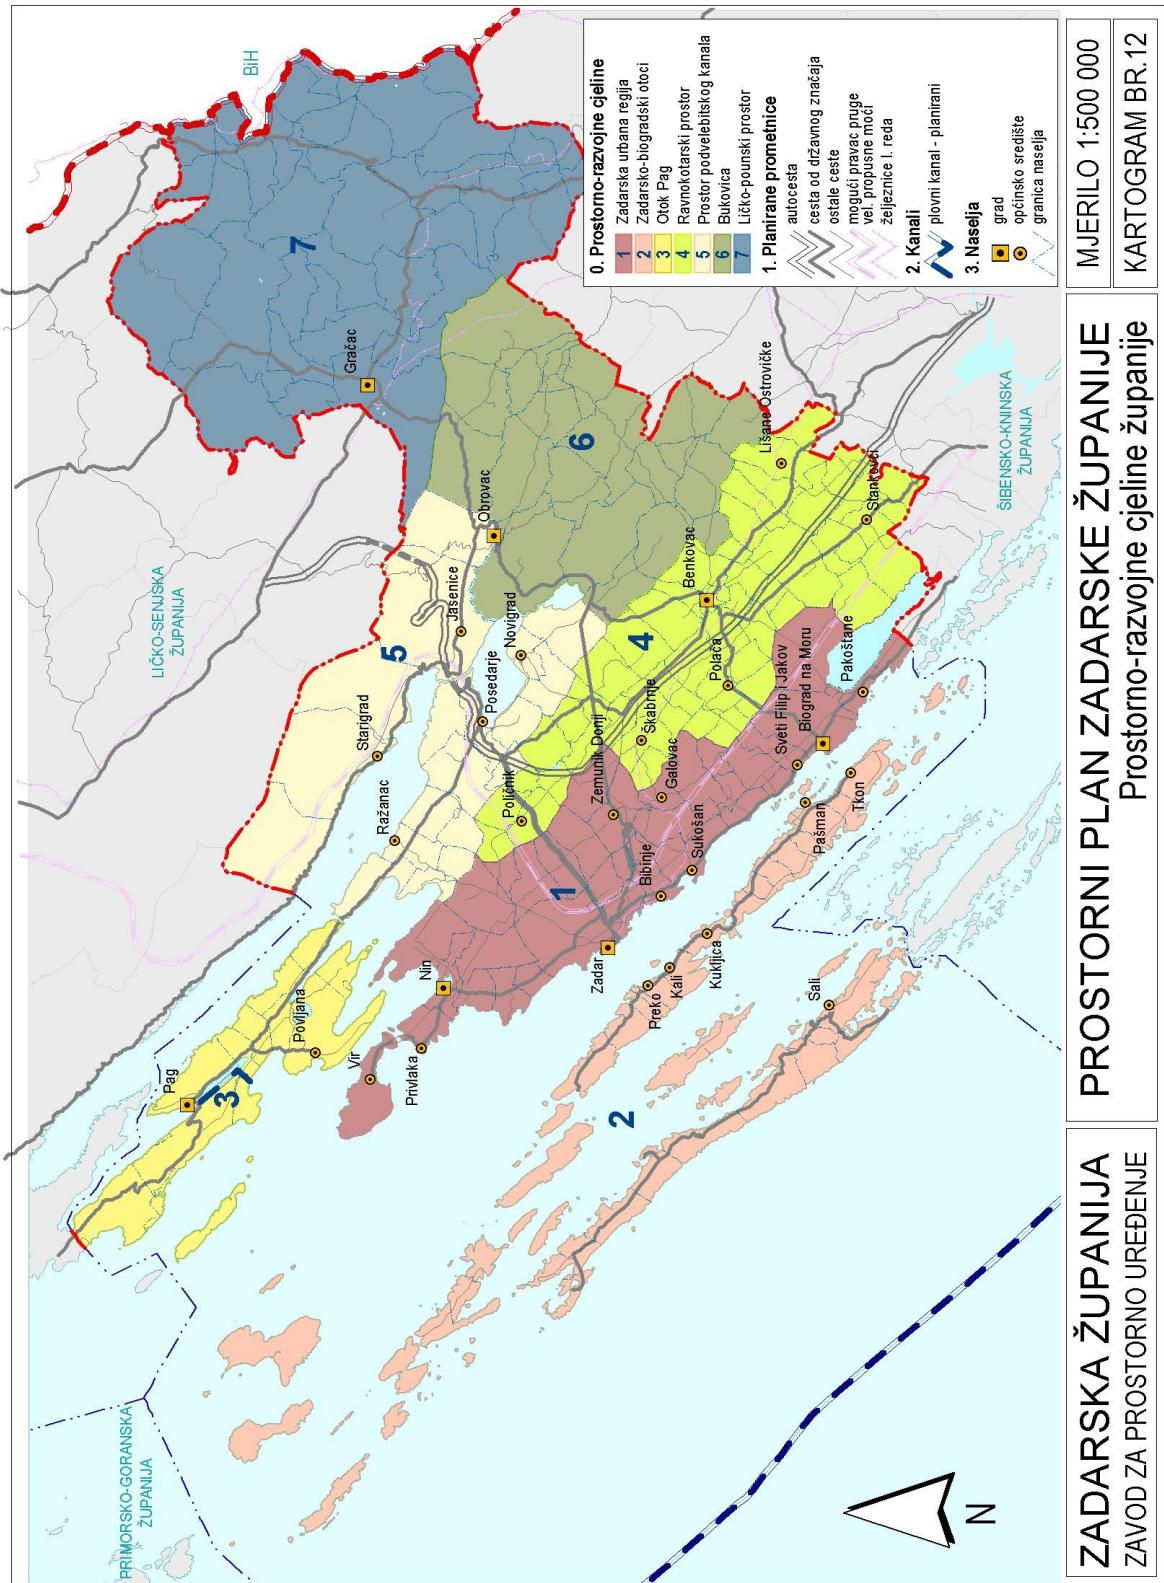 BiH
LIČKO-SENJSKA
ŽUPANIJA
PRIMORSKO-GORANSKA
ŽUPANIJA
ŠIBENSKO-KNINSKA
ŽUPANIJA
7
6
5
4
3
2
1
Gračac
Obrovac
Jasenice
Novigrad
Posedarje
Starigrad
Ražanac
Pag
Povljana
Vir
Privlaka
Nin
Zadar
Bibinje
Sukošan
Poličnik
Zemunik Donji
Galovac
Škabrnje
Polača
Benkovac
Lišane Ostrovičke
Stankovci
Sveti Filip i Jakov
Biograd na Moru
Pakoštane
Preko
Kali
Kukljica
Pašman
Tkon
Sali
N
0. Prostorno-razvojne cjeline
1 Zadarska urbana regija
2 Zadarsko-biogradski otoci
3 Otok Pag
4 Ravnokotarski prostor
5 Prostor podvelebitskog kanala
6 Bukovica
7 Ličko-pounski prostor
1. Planirane prometnice
autocesta
cesta od državnog značaja
ostale ceste
mogući pravac pruge
vel. propusne moći
željeznice I. reda
2. Kanali
plovni kanal - planirani
3. Naselja
grad
općinsko središte
granica naselja
ZADARSKA ŽUPANIJA
ZAVOD ZA PROSTORNO UREĐENJE
PROSTORNI PLAN ZADARSKE ŽUPANIJE
Prostorno-razvojne cjeline županije
MJERILO 1:500 000
KARTOGRAM BR.12